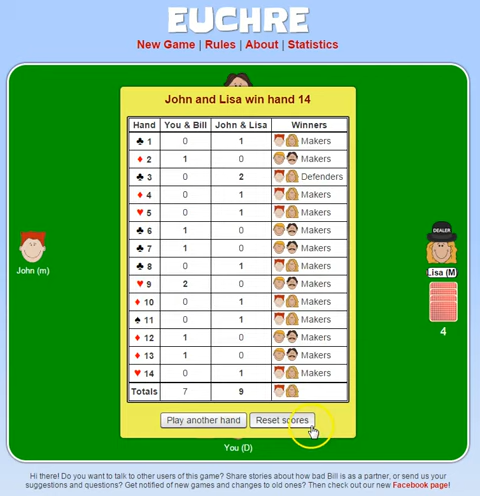 EUCHRE
New Game | Rules | About | Statistics
John and Lisa win hand 14
Hand You & Bill John & Lisa Winners
♣ 1 0 1 Makers
♦ 2 1 0 Makers
♣ 3 0 2 Defenders
♦ 4 0 1 Makers
♥ 5 0 1 Makers
♣ 6 1 0 Makers
♣ 7 1 0 Makers
♣ 8 0 1 Makers
♥ 9 2 0 Makers
♦ 10 0 1 Makers
♠ 11 0 1 Makers
♦ 12 1 0 Makers
♦ 13 1 0 Makers
♥ 14 0 1 Makers
Totals 7 9
Play another hand Reset scores
John (m)
DEALER
Lisa (M
4
You (D)
Hi there! Do you want to talk to other users of this game? Share stories about how bad Bill is as a partner, or send us your
suggestions and questions? Get notified of new games and changes to old ones? Then check out our new Facebook page!